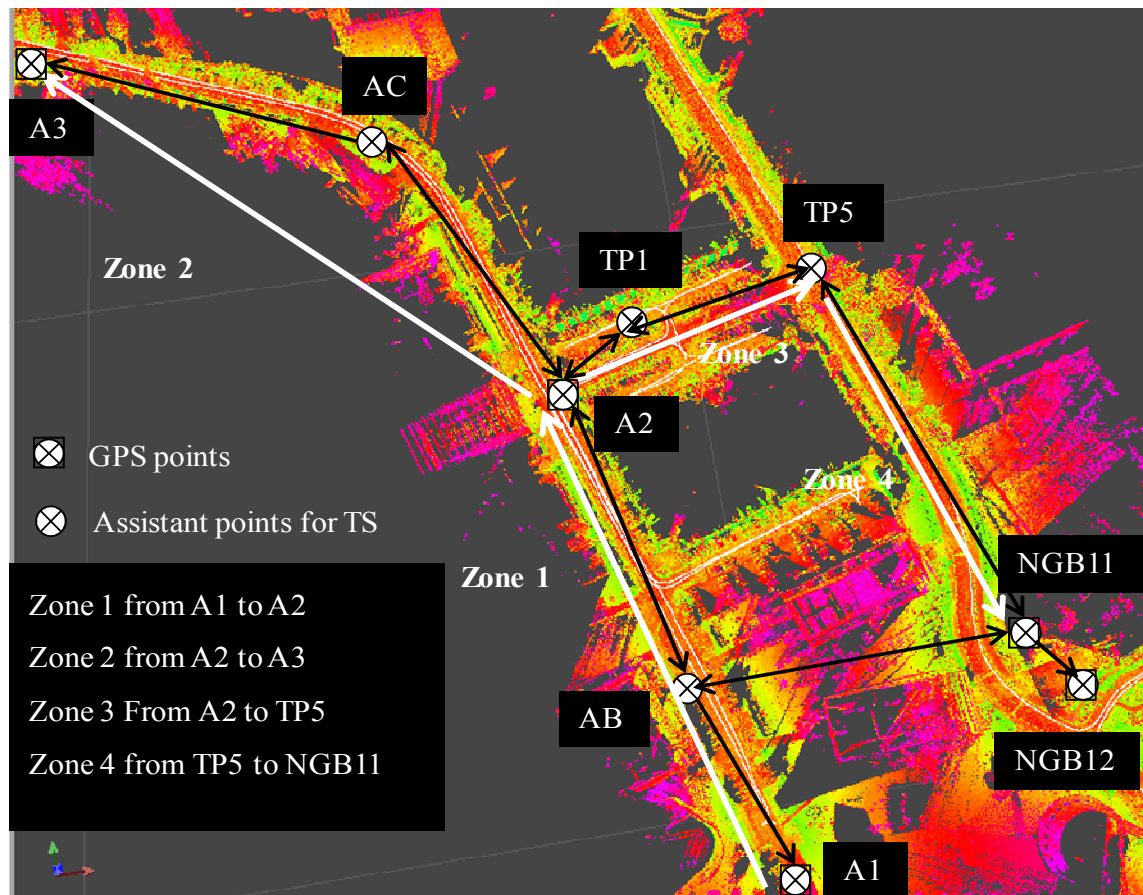 AC
A3
TP5
Zone 2
TP1
Zone 3
A2
GPS points
Zone 4
Assistant points for TS
NGB11
Zone 1
Zone 1 from A1 to A2
Zone 2 from A2 to A3
Zone 3 From A2 to TP5
Zone 4 from TP5 to NGB11
AB
NGB12
A1